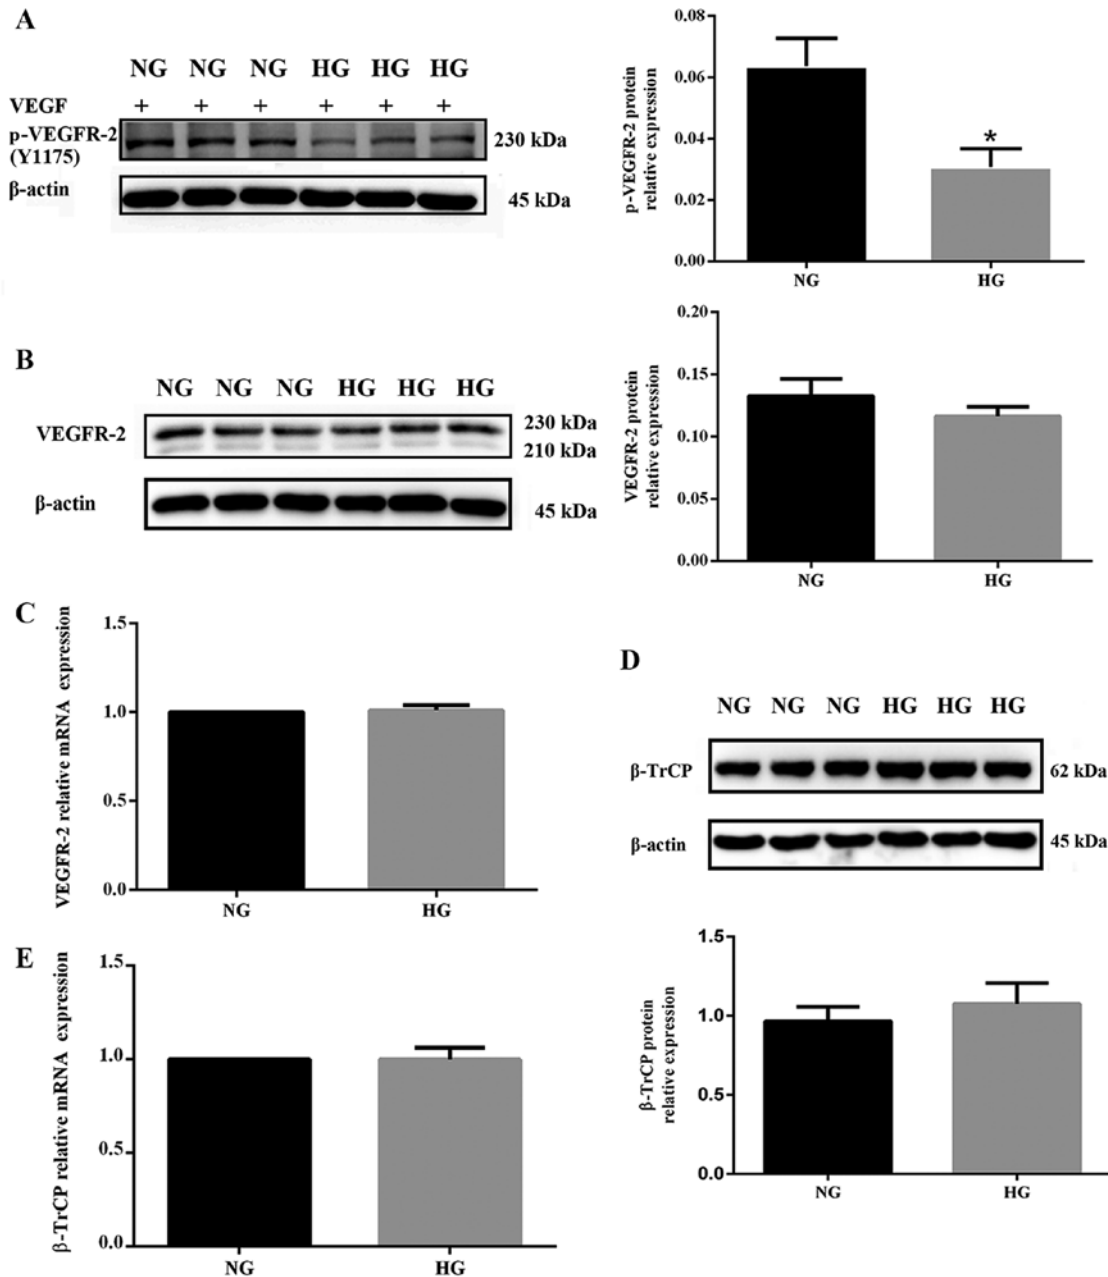 A
NG NG NG HG HG HG
VEGF + + + + + +
p-VEGFR-2
(Y1175)
230 kDa
β-actin
45 kDa
p-VEGFR-2 protein
relative expression
0.08
0.06
0.04
0.02
0.00
*
NG HG
B
NG NG NG HG HG HG
VEGFR-2
230 kDa
210 kDa
β-actin
45 kDa
VEGFR-2 protein
relative expression
0.20
0.15
0.10
0.05
0.00
NG HG
C
VEGFR-2 relative mRNA expression
1.5
1.0
0.5
0.0
NG HG
D
NG NG NG HG HG HG
β-TrCP
62 kDa
β-actin
45 kDa
β-TrCP protein
relative expression
1.5
1.0
0.5
0.0
NG HG
E
β-TrCP relative mRNA expression
1.5
1.0
0.5
0.0
NG HG